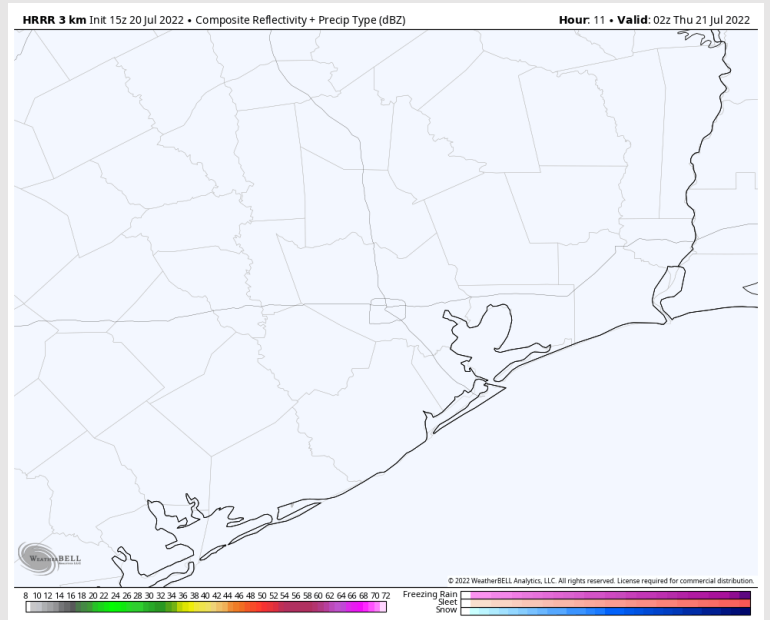 HRRR 3 km Init 15z 20 Jul 2022 • Composite Reflectivity + Precip Type (dBZ)
Hour: 11 • Valid: 02z Thu 21 Jul 2022
WEATHERBELL
© 2022 WeatherBELL Analytics, LLC. All rights reserved. License required for commercial distribution.
8 10 12 14 16 18 20 22 24 26 28 30 32 34 36 38 40 42 44 46 48 50 52 54 56 58 60 62 64 66 68 70 72
Freezing Rain
Sleet
Snow